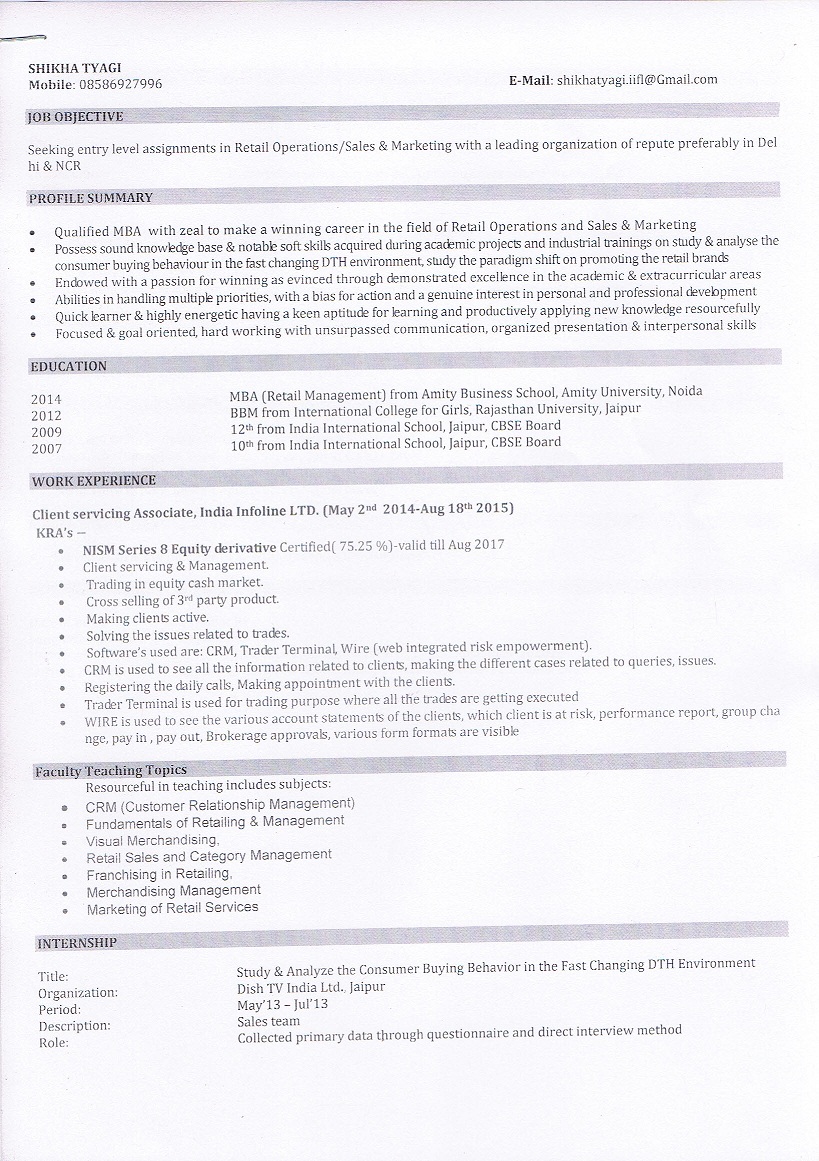 SHIKHA TYAGI
Mobile: 08586927996
E-Mail: shikhatyagi.iifl@Gmail.com
JOB OBJECTIVE
Seeking entry level assignments in Retail Operations/Sales & Marketing with a leading organization of repute preferably in Del
hi & NCR
PROFILE SUMMARY
• Qualified MBA with zeal to make a winning career in the field of Retail Operations and Sales & Marketing
• Possess sound knowledge base & notable soft skills acquired during academic projects and industrial trainings on study & analyse the
consumer buying behaviour in the fast changing DTH environment, study the paradigm shift on promoting the retail brands
• Endowed with a passion for winning as evinced through demonstrated excellence in the academic & extracurricular areas
• Abilities in handling multiple priorities, with a bias for action and a genuine interest in personal and professional development
• Quick learner & highly energetic having a keen aptitude for learning and productively applying new knowledge resourcefully
• Focused & goal oriented, hard working with unsurpassed communication, organized presentation & interpersonal skills
EDUCATION
2014 MBA (Retail Management) from Amity Business School, Amity University, Noida
2012 BBM from International College for Girls, Rajasthan University, Jaipur
2009 12th from India International School, Jaipur, CBSE Board
2007 10th from India International School, Jaipur, CBSE Board
WORK EXPERIENCE
Client servicing Associate, India Infoline LTD. (May 2nd 2014-Aug 18th 2015)
KRA's –
• NISM Series 8 Equity derivative Certified( 75.25 %)-valid till Aug 2017
• Client servicing & Management.
• Trading in equity cash market.
• Cross selling of 3rd party product.
• Making clients active.
• Solving the issues related to trades.
• Software's used are: CRM, Trader Terminal, Wire (web integrated risk empowerment).
• CRM is used to see all the information related to clients, making the different cases related to queries, issues.
• Registering the daily calls, Making appointment with the clients.
• Trader Terminal is used for trading purpose where all the trades are getting executed
• WIRE is used to see the various account statements of the clients, which client is at risk, performance report, group cha
nge, pay in , pay out, Brokerage approvals, various form formats are visible
Faculty Teaching Topics
Resourceful in teaching includes subjects:
• CRM (Customer Relationship Management)
• Fundamentals of Retailing & Management
• Visual Merchandising,
• Retail Sales and Category Management
• Franchising in Retailing,
• Merchandising Management
• Marketing of Retail Services
INTERNSHIP
Title: Study & Analyze the Consumer Buying Behavior in the Fast Changing DTH Environment
Organization: Dish TV India Ltd., Jaipur
Period: May'13 – Jul'13
Description: Sales team
Role: Collected primary data through questionnaire and direct interview method